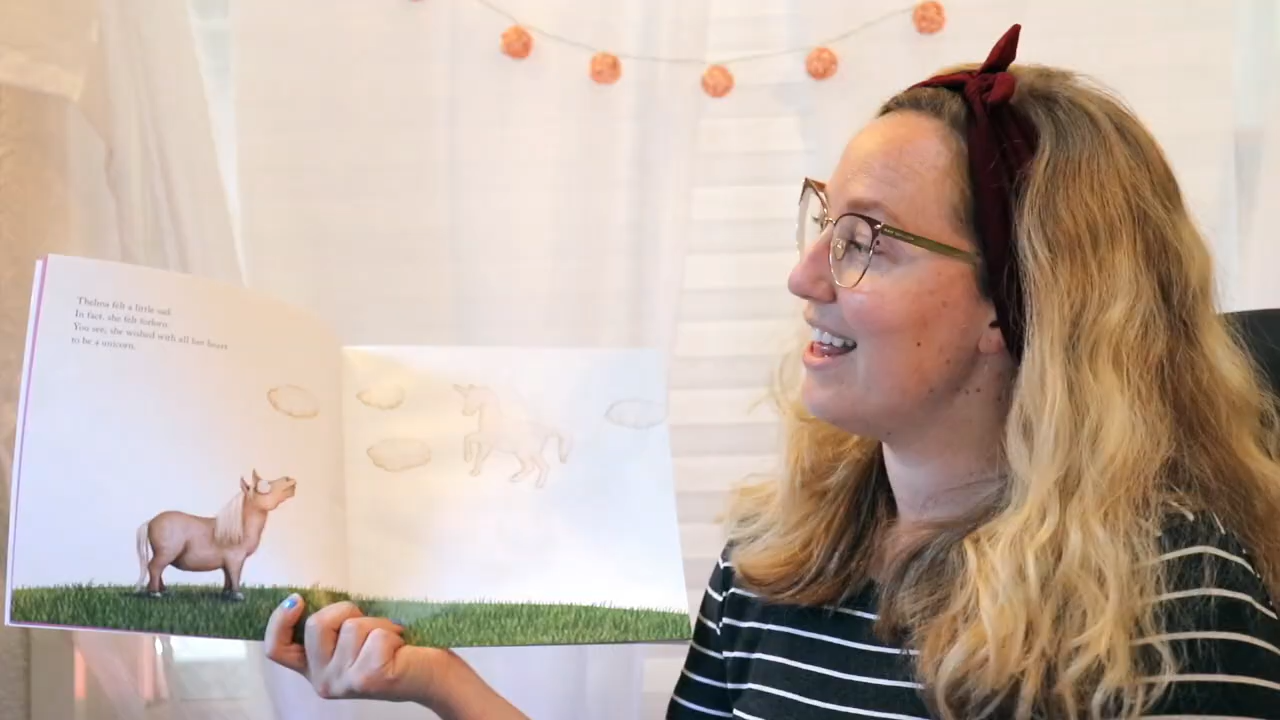 Thelma felt a little sad.
In fact, she felt forlorn.
You see, she wished with all her heart
to be a unicorn.